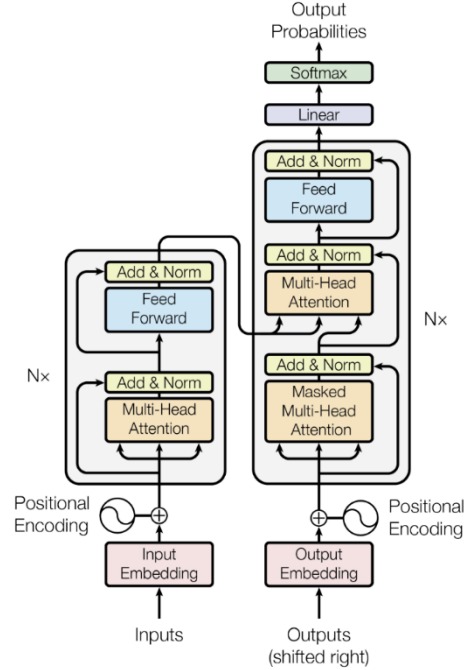 Output
Probabilities
Softmax
Linear
Add & Norm
Feed
Forward
Add & Norm
Multi-Head
Attention
Add & Norm
Masked
Multi-Head
Attention
N×
Positional
Encoding
Output
Embedding
Outputs
(shifted right)
Add & Norm
Feed
Forward
Add & Norm
Multi-Head
Attention
N×
Positional
Encoding
Input
Embedding
Inputs